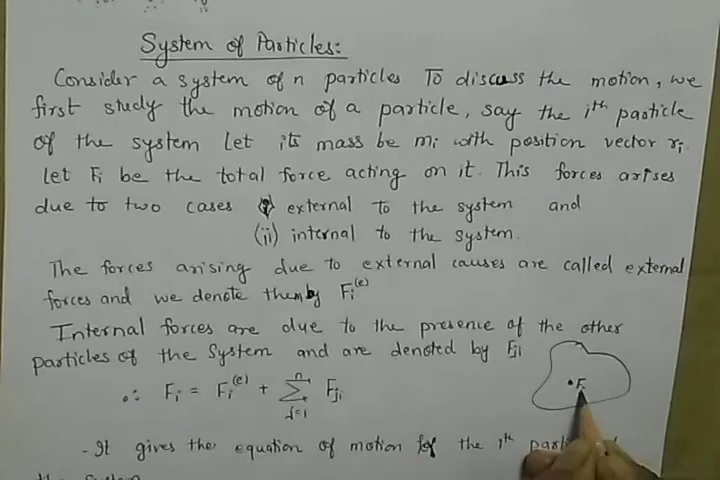 System of Particles:
Consider a system of n particles To discuss the motion, we
first study the motion of a particle, say the iᵗʰ particle
of the system Let its mass be mᵢ with position vector rᵢ.
let Fᵢ be the total force acting on it. This forces arises
due to two cases (i) external to the system and
(ii) internal to the system.
The forces arising due to external causes are called external
forces and we denote them by Fᵢ⁽ᵉ⁾
Internal forces are due to the presence of the other
particles of the System and are denoted by Fji
∴ Fᵢ = Fᵢ⁽ᵉ⁾ + Σ Fji
n
j=1
Fᵢ
- It gives the equation of motion for the iᵗʰ